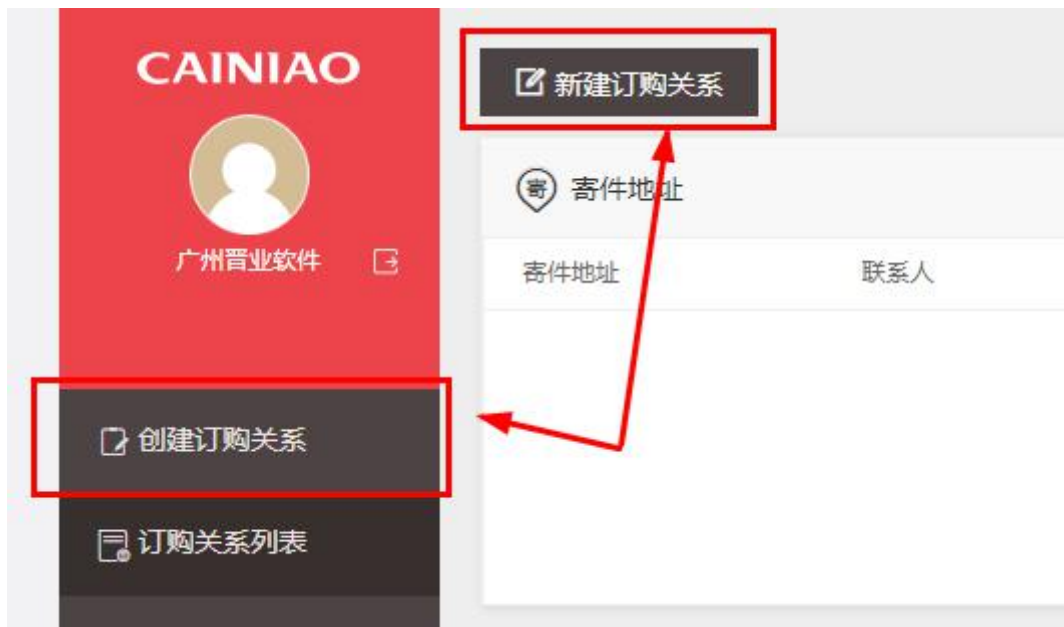 CAINIAO
广州晋业软件
创建订购关系
订购关系列表
新建订购关系
寄 寄件地址
寄件地址 联系人